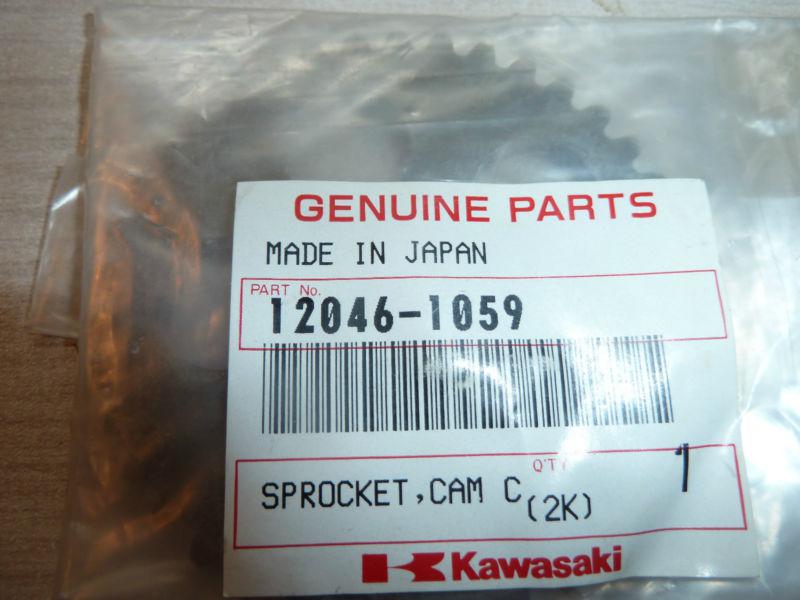 GENUINE PARTS
MADE IN JAPAN
PART No.
12046-1059
Q'TY
1
SPROCKET,CAM C(2K)
Kawasaki